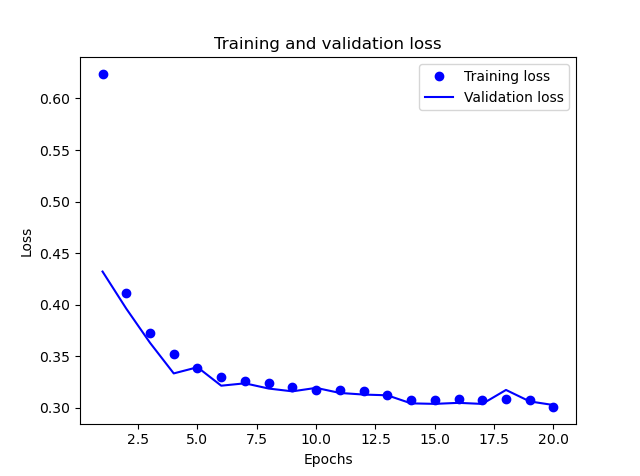 Training and validation loss
Training loss
Validation loss
0.60
0.55
0.50
0.45
0.40
0.35
0.30
Loss
2.5 5.0 7.5 10.0 12.5 15.0 17.5 20.0
Epochs